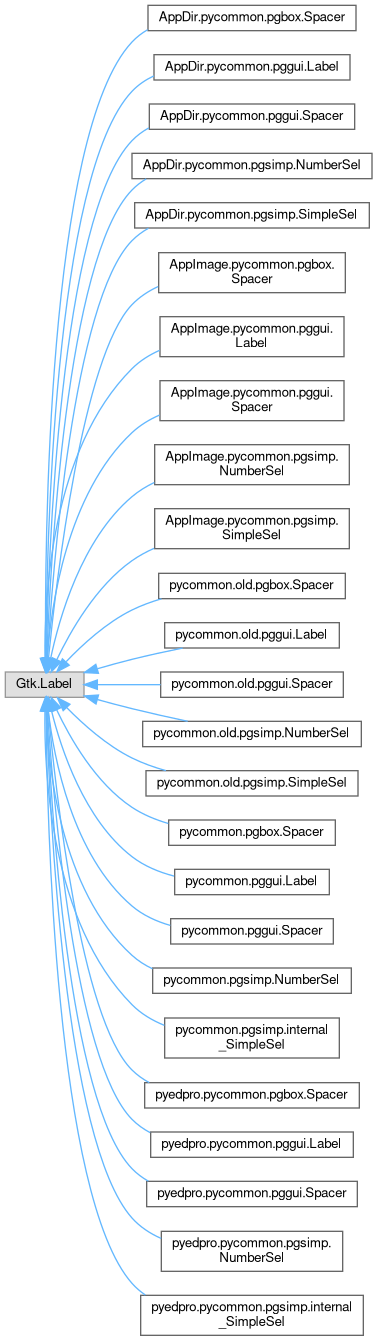 AppDir.pycommon.pgbox.Spacer
AppDir.pycommon.pggui.Label
AppDir.pycommon.pggui.Spacer
AppDir.pycommon.pgsimp.NumberSel
AppDir.pycommon.pgsimp.SimpleSel
AppImage.pycommon.pgbox.
Spacer
AppImage.pycommon.pggui.
Label
AppImage.pycommon.pggui.
Spacer
AppImage.pycommon.pgsimp.
NumberSel
AppImage.pycommon.pgsimp.
SimpleSel
pycommon.old.pgbox.Spacer
pycommon.old.pggui.Label
Gtk.Label
pycommon.old.pggui.Spacer
pycommon.old.pgsimp.NumberSel
pycommon.old.pgsimp.SimpleSel
pycommon.pgbox.Spacer
pycommon.pggui.Label
pycommon.pggui.Spacer
pycommon.pgsimp.NumberSel
pycommon.pgsimp.internal
_SimpleSel
pyedpro.pycommon.pgbox.Spacer
pyedpro.pycommon.pggui.Label
pyedpro.pycommon.pggui.Spacer
pyedpro.pycommon.pgsimp.
NumberSel
pyedpro.pycommon.pgsimp.internal
_SimpleSel